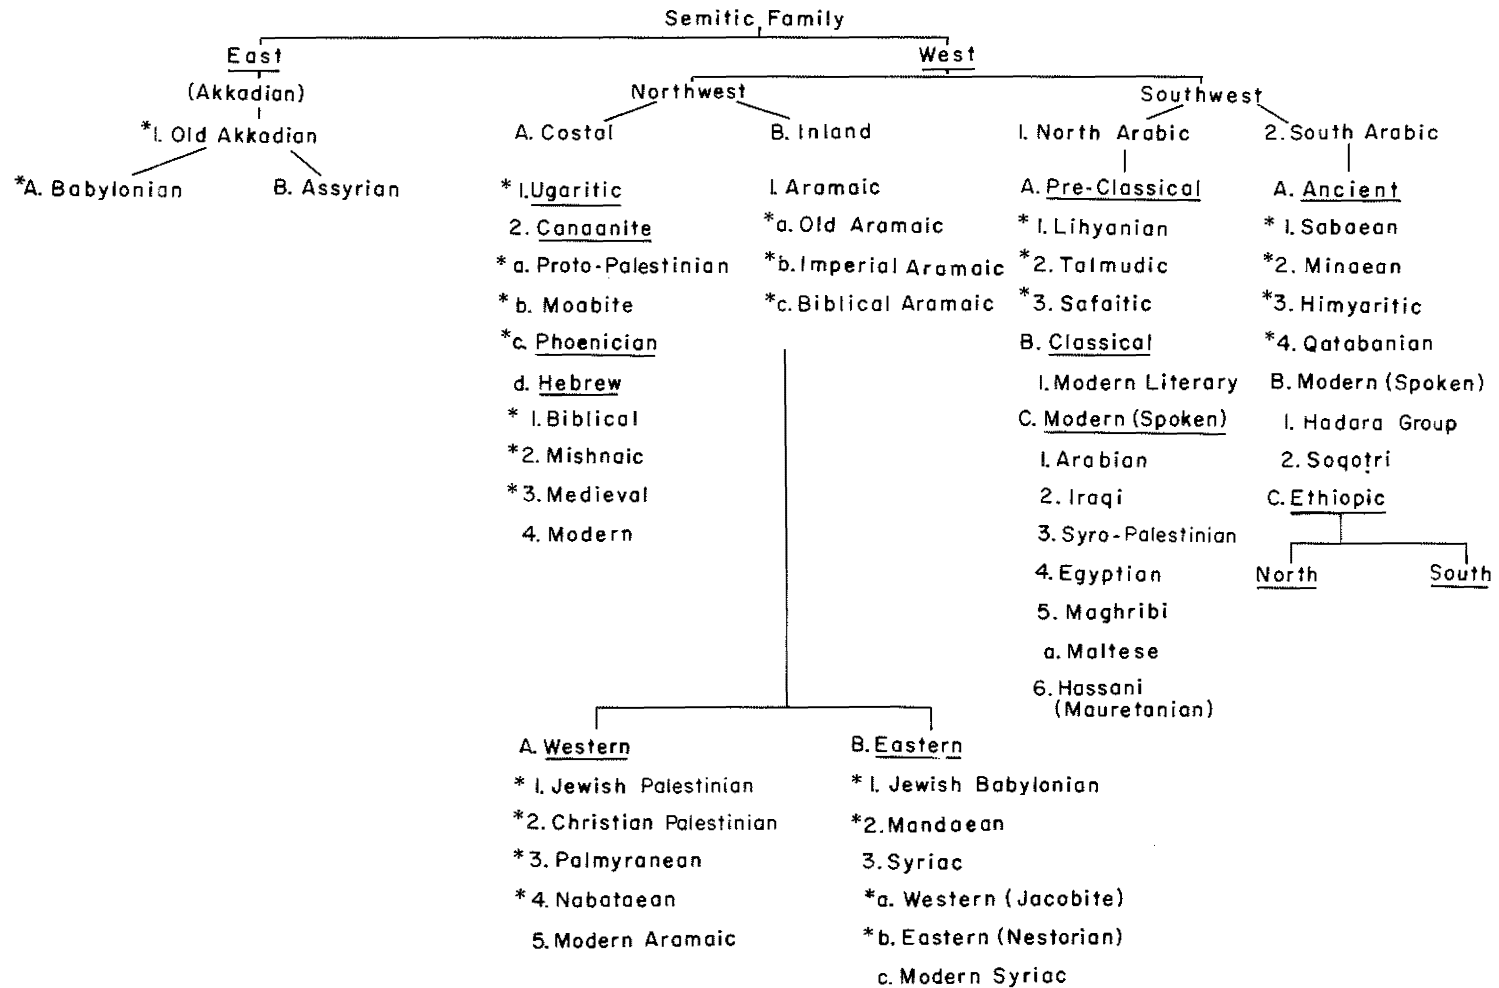 Semitic Family
East
West
(Akkadian)
Northwest
Southwest
*1. Old Akkadian
A. Costal
B. Inland
1. North Arabic
2. South Arabic
*A. Babylonian
B. Assyrian
*1. Ugaritic
2. Canaanite
*a. Proto-Palestinian
*b. Moabite
*c. Phoenician
d. Hebrew
*1. Biblical
*2. Mishnaic
*3. Medieval
4. Modern
1. Aramaic
*a. Old Aramaic
*b. Imperial Aramaic
*c. Biblical Aramaic
A. Pre-Classical
*1. Lihyanian
*2. Talmudic
*3. Safaitic
B. Classical
1. Modern Literary
C. Modern (Spoken)
1. Arabian
2. Iraqi
3. Syro-Palestinian
4. Egyptian
5. Maghribi
a. Maltese
6. Hassani
(Mauretanian)
A. Ancient
*1. Sabaean
*2. Minaean
*3. Himyaritic
*4. Qatabanian
B. Modern (Spoken)
1. Hadara Group
2. Soqoṭri
C. Ethiopic
North
South
A. Western
*1. Jewish Palestinian
*2. Christian Palestinian
*3. Palmyranean
*4. Nabataean
5. Modern Aramaic
B. Eastern
*1. Jewish Babylonian
*2. Mandaean
3. Syriac
*a. Western (Jacobite)
*b. Eastern (Nestorian)
c. Modern Syriac